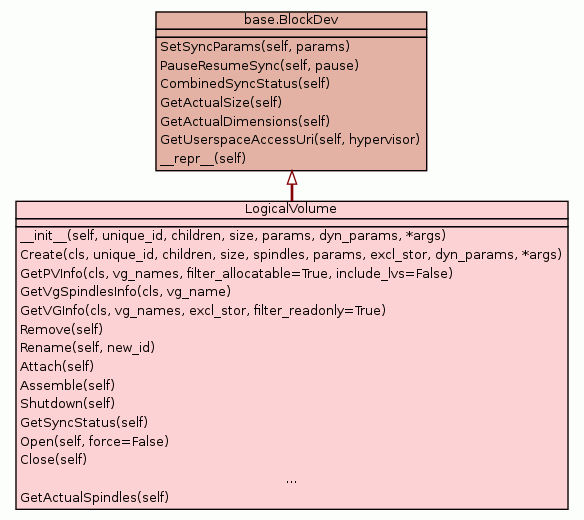 base.BlockDev
SetSyncParams(self, params)
PauseResumeSync(self, pause)
CombinedSyncStatus(self)
GetActualSize(self)
GetActualDimensions(self)
GetUserspaceAccessUri(self, hypervisor)
__repr__(self)
LogicalVolume
__init__(self, unique_id, children, size, params, dyn_params, *args)
Create(cls, unique_id, children, size, spindles, params, excl_stor, dyn_params, *args)
GetPVInfo(cls, vg_names, filter_allocatable=True, include_lvs=False)
GetVgSpindlesInfo(cls, vg_name)
GetVGInfo(cls, vg_names, excl_stor, filter_readonly=True)
Remove(self)
Rename(self, new_id)
Attach(self)
Assemble(self)
Shutdown(self)
GetSyncStatus(self)
Open(self, force=False)
Close(self)
...
GetActualSpindles(self)